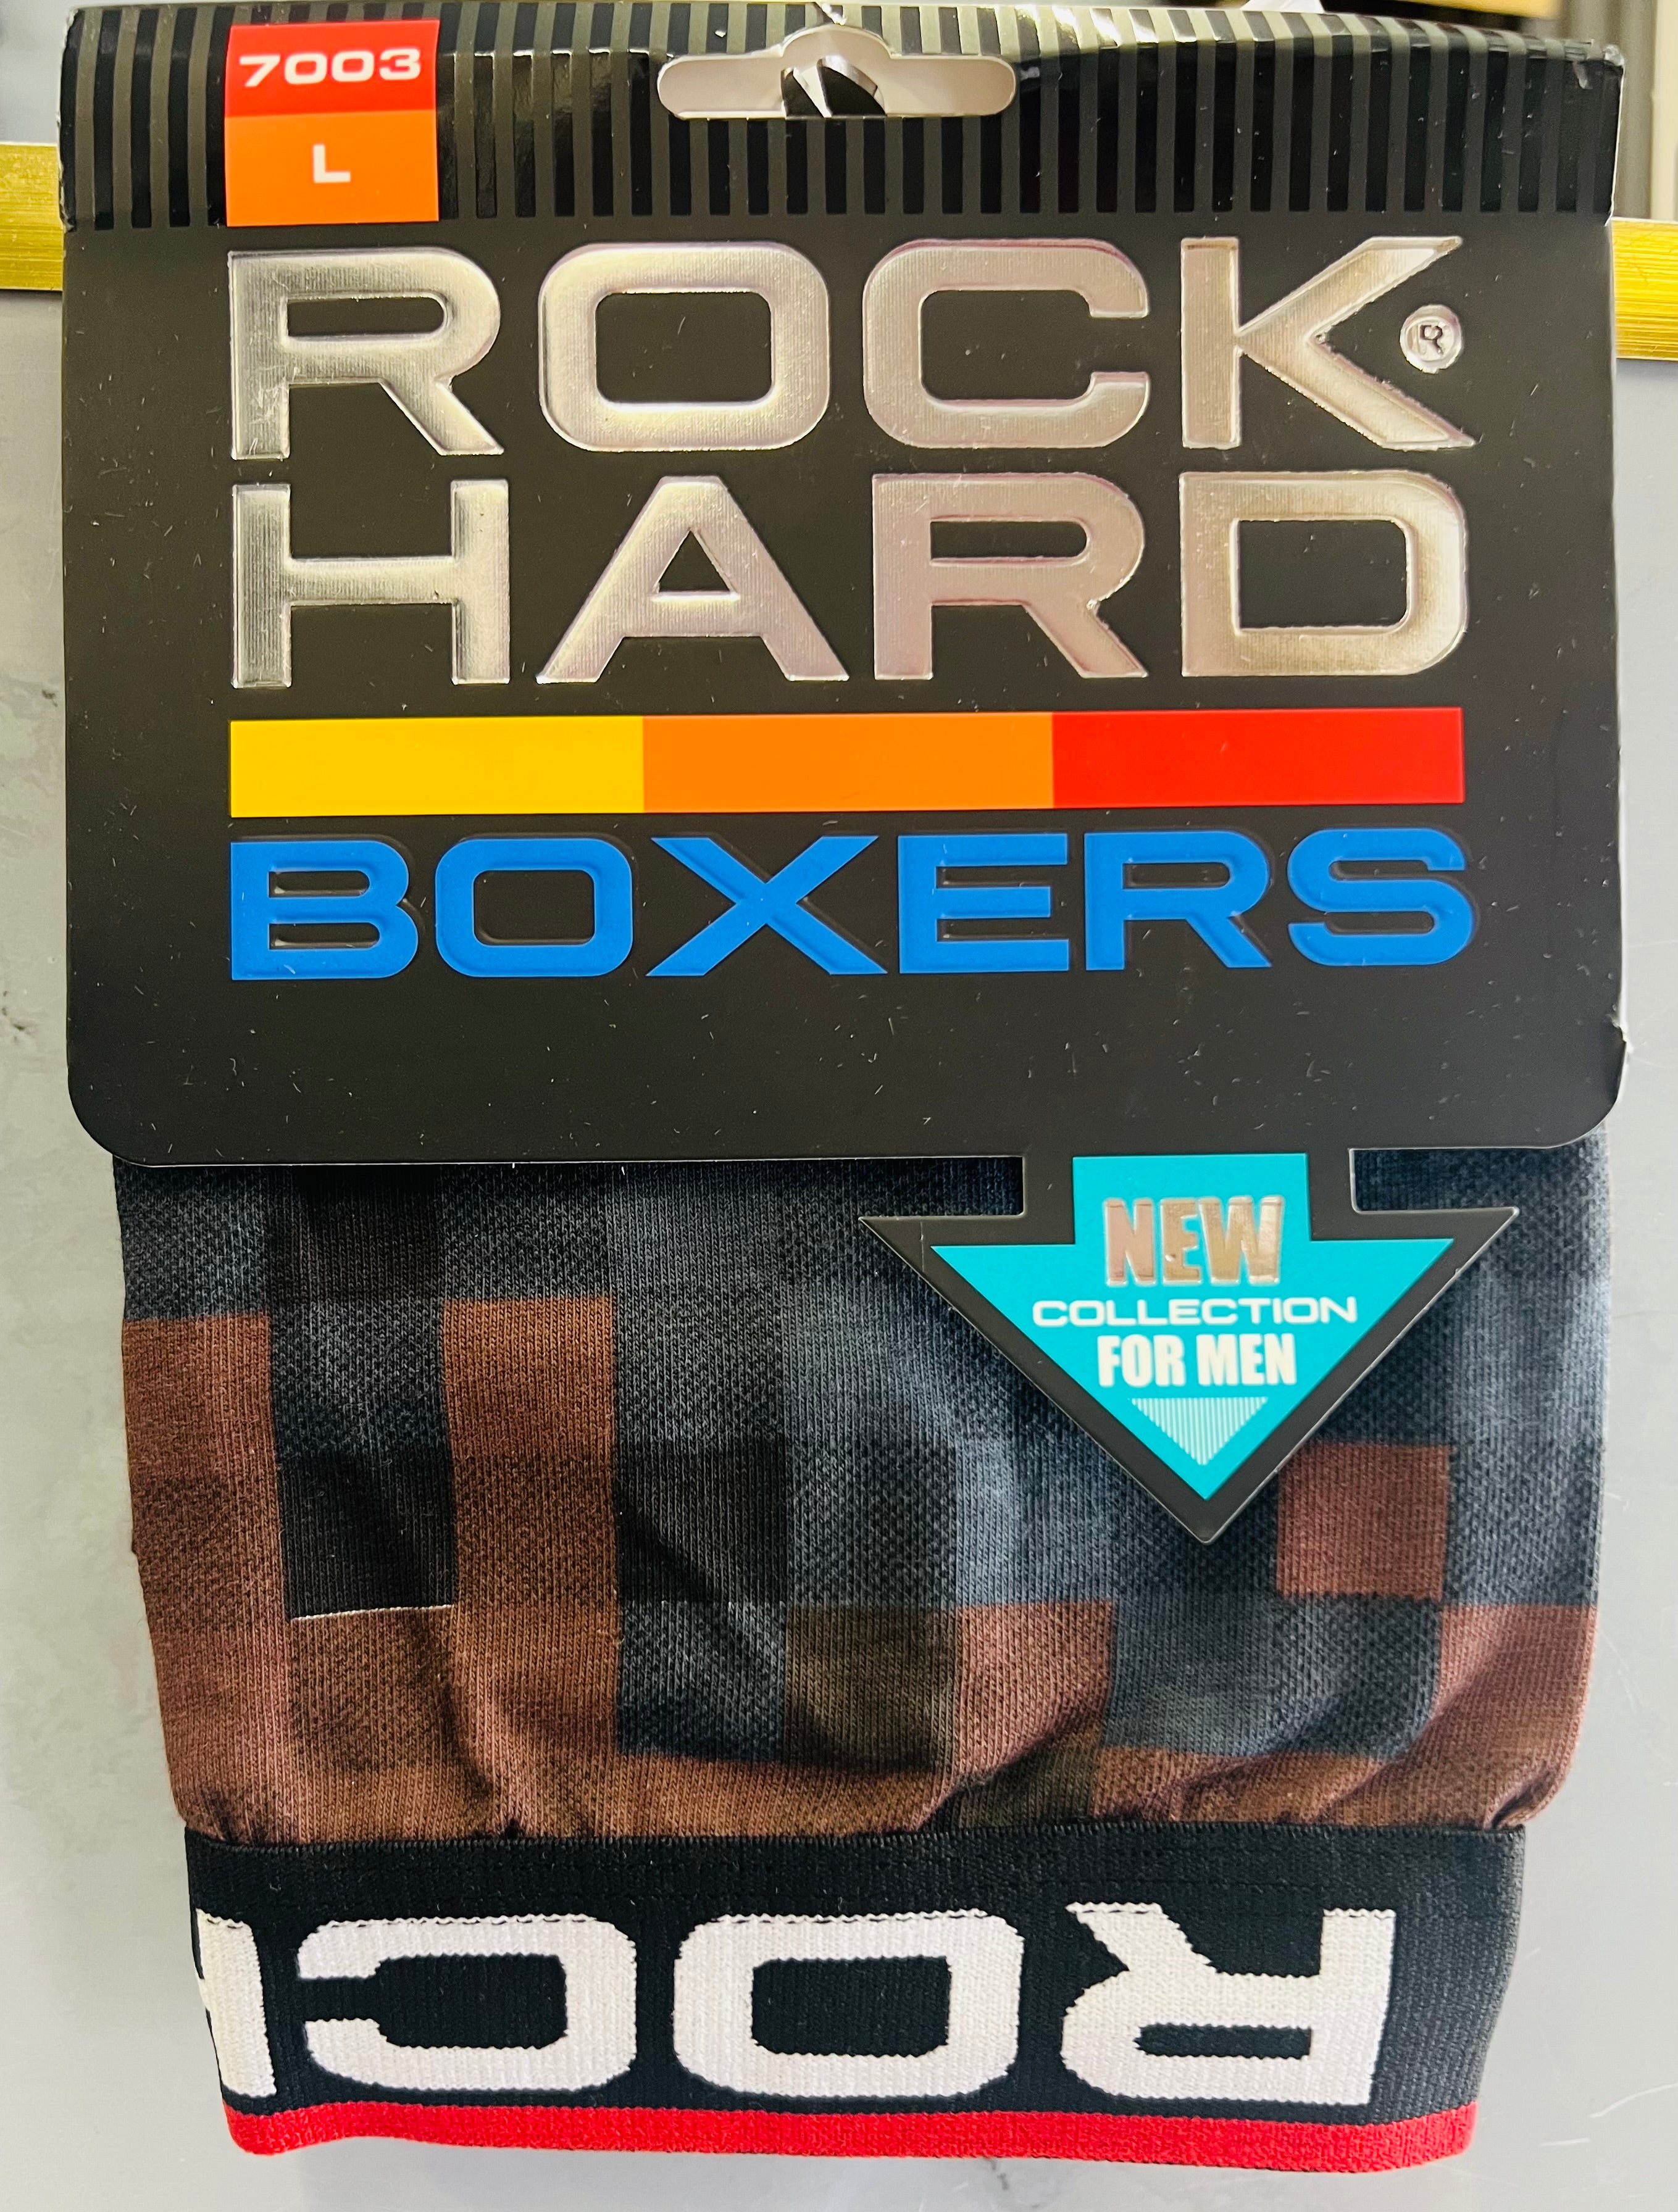 7003
L
ROCK®
HARD
BOXERS
NEW
COLLECTION
FOR MEN
ROCK